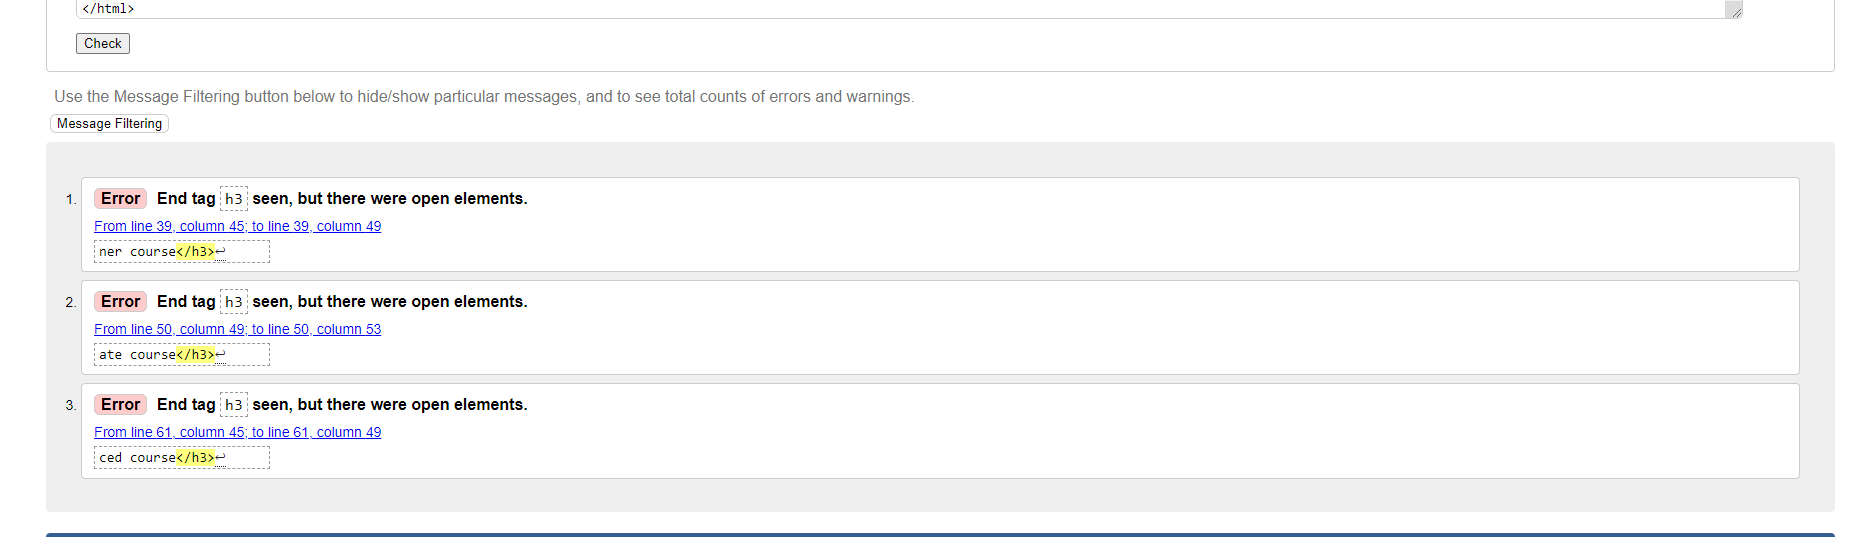 </html>
Check
Use the Message Filtering button below to hide/show particular messages, and to see total counts of errors and warnings.
Message Filtering
1. Error End tag h3 seen, but there were open elements.
From line 39, column 45; to line 39, column 49
ner course</h3>↩
2. Error End tag h3 seen, but there were open elements.
From line 50, column 49; to line 50, column 53
ate course</h3>↩
3. Error End tag h3 seen, but there were open elements.
From line 61, column 45; to line 61, column 49
ced course</h3>↩